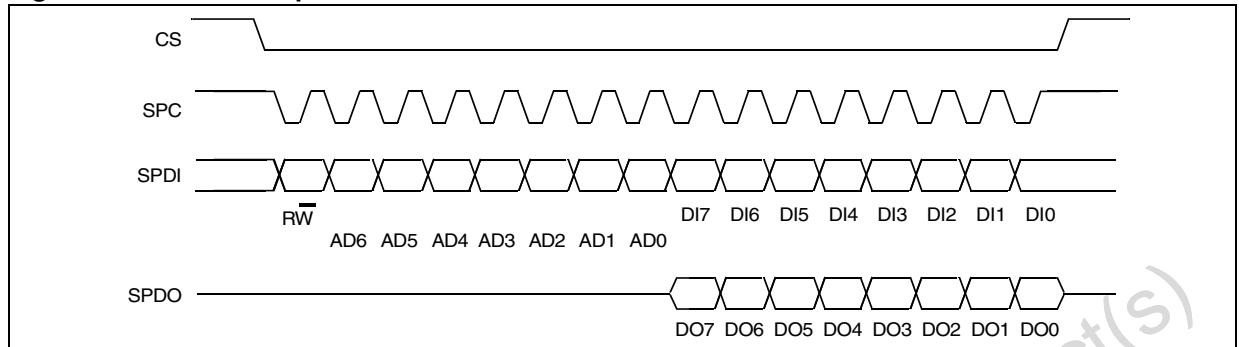 CS
SPC
SPDI
RW
DI7 DI6 DI5 DI4 DI3 DI2 DI1 DI0
AD6 AD5 AD4 AD3 AD2 AD1 AD0
SPDO
DO7 DO6 DO5 DO4 DO3 DO2 DO1 DO0